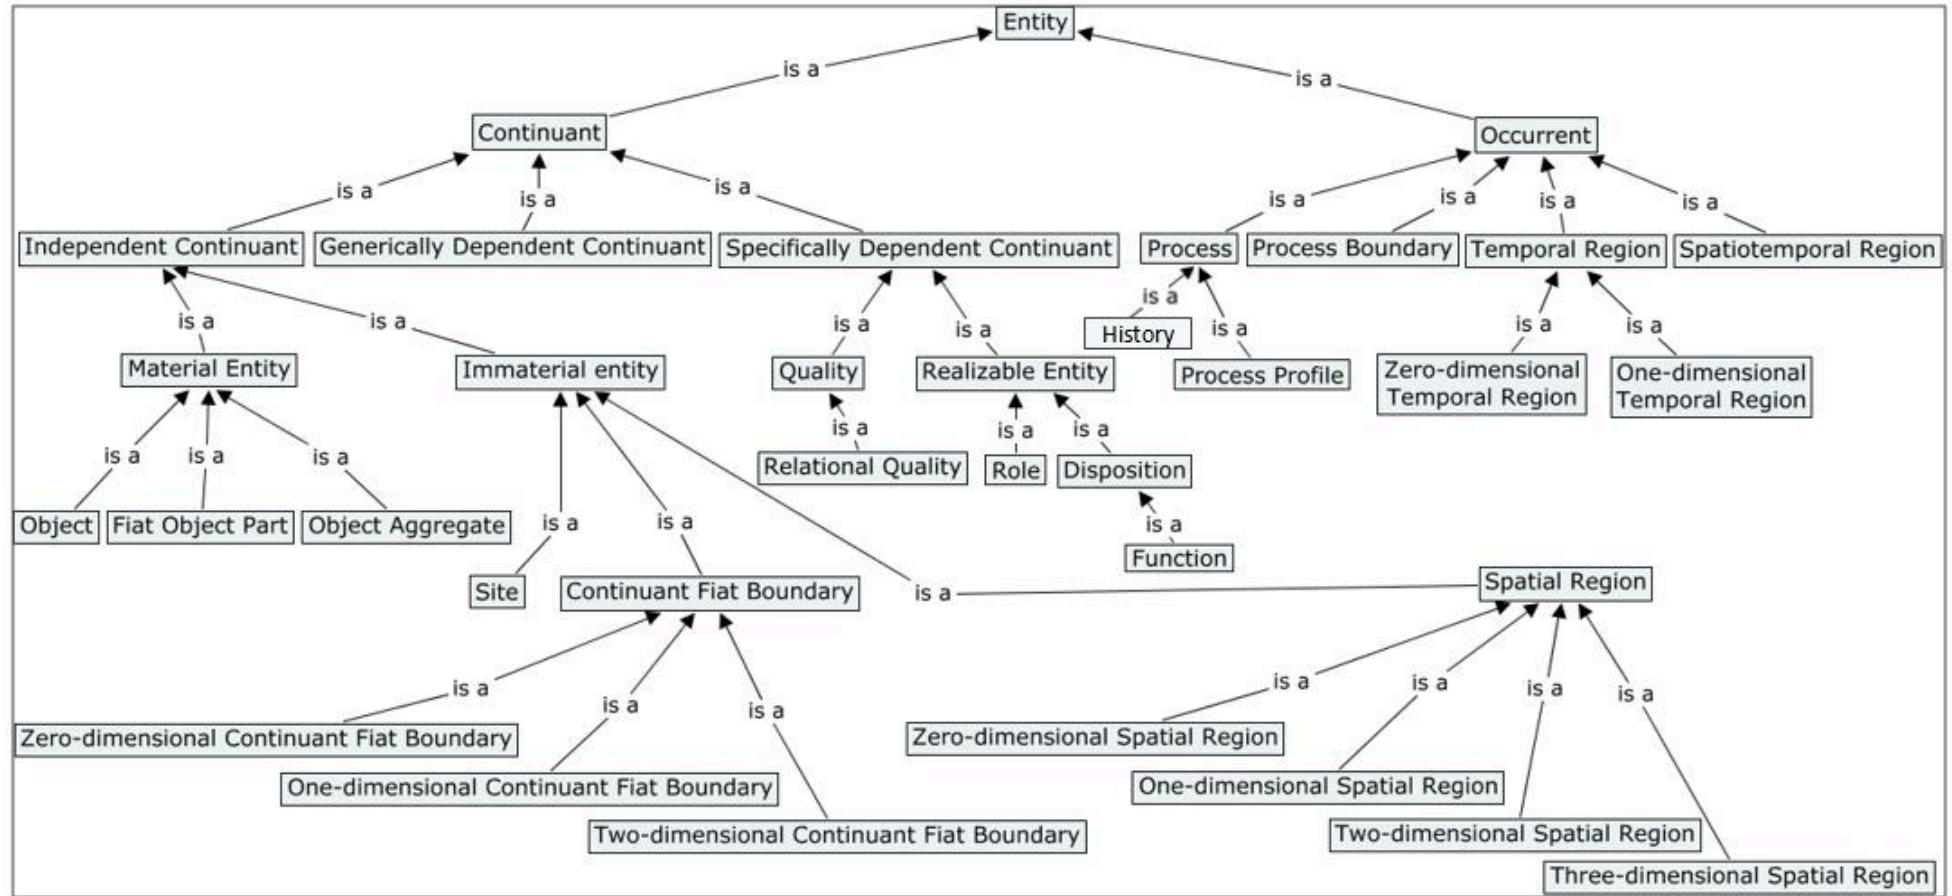 Entity
is a
is a
Continuant
Occurrent
is a
is a
is a
is a
is a
is a
is a
Independent Continuant
Generically Dependent Continuant
Specifically Dependent Continuant
Process
Process Boundary
Temporal Region
Spatiotemporal Region
is a
is a
is a
is a
is a
is a
is a
is a
History
Material Entity
Immaterial entity
Quality
Realizable Entity
Process Profile
Zero-dimensional
Temporal Region
One-dimensional
Temporal Region
is a
is a
is a
is a
is a
is a
Relational Quality
Role
Disposition
Object
Fiat Object Part
Object Aggregate
is a
is a
is a
Function
Site
Continuant Fiat Boundary
is a
Spatial Region
is a
is a
is a
is a
is a
is a
is a
Zero-dimensional Continuant Fiat Boundary
Zero-dimensional Spatial Region
One-dimensional Continuant Fiat Boundary
One-dimensional Spatial Region
Two-dimensional Continuant Fiat Boundary
Two-dimensional Spatial Region
Three-dimensional Spatial Region